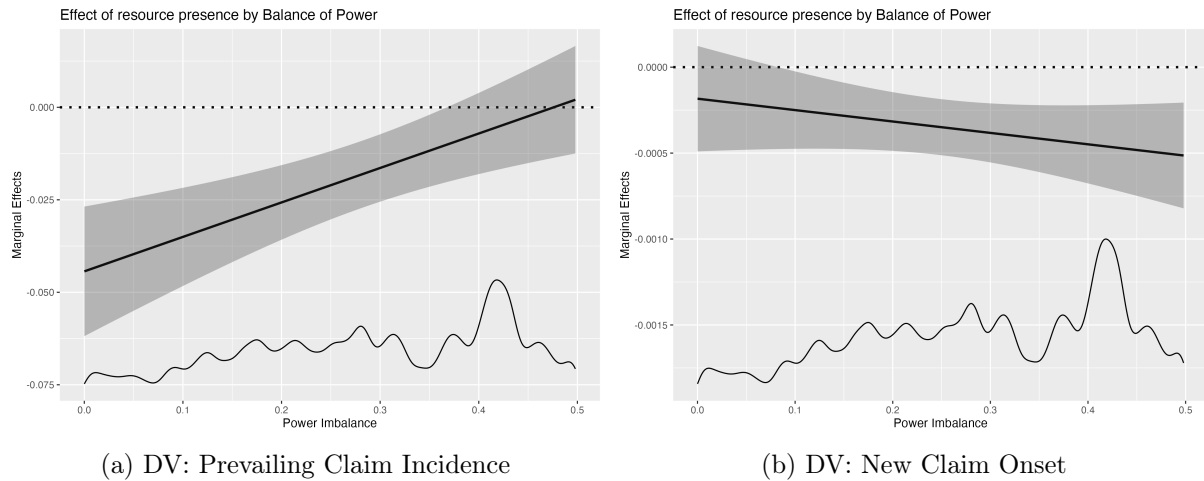 Effect of resource presence by Balance of Power
0.000
-0.025
-0.050
-0.075
Marginal Effects
0.0 0.1 0.2 0.3 0.4 0.5
Power Imbalance
(a) DV: Prevailing Claim Incidence
Effect of resource presence by Balance of Power
0.0000
-0.0005
-0.0010
-0.0015
Marginal Effects
0.0 0.1 0.2 0.3 0.4 0.5
Power Imbalance
(b) DV: New Claim Onset